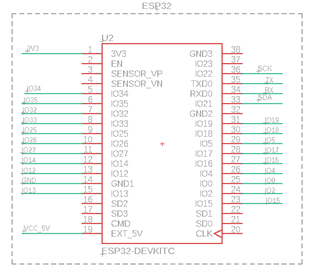 ESP32
U2
3V3 1 3V3 GND3 38
2 EN IO23 37
3 SENSOR_VP IO22 36 SCK
4 SENSOR_VN TXD0 35 TX
IO34 5 IO34 RXD0 34 RX
IO35 6 IO35 IO21 33 SDA
IO32 7 IO32 GND2 32
IO33 8 IO33 IO19 31 IO19
IO25 9 IO25 IO18 30 IO18
IO26 10 IO26 IO5 29 IO5
IO27 11 IO27 IO17 28 IO17
IO14 12 IO14 IO16 27 IO16
IO12 13 IO12 IO4 26 IO4
GND 14 GND1 IO0 25 IO0
IO13 15 IO13 IO2 24 IO2
16 SD2 IO15 23 IO15
17 SD3 SD1 22
18 CMD SD0 21
VCC_5V 19 EXT_5V CLK 20
ESP32-DEVKITC